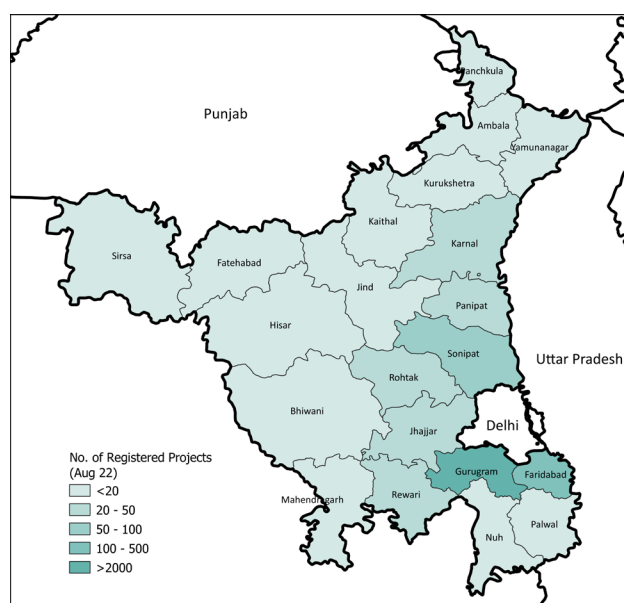 Panchkula
Punjab
Ambala
Yamunanagar
Kurukshetra
Kaithal
Karnal
Sirsa
Fatehabad
Jind
Panipat
Hisar
Sonipat
Uttar Pradesh
Rohtak
Bhiwani
Delhi
Jhajjar
No. of Registered Projects
(Aug 22)
<20
20 - 50
50 - 100
100 - 500
>2000
Gurugram
Faridabad
Mahendragarh
Rewari
Palwal
Nuh